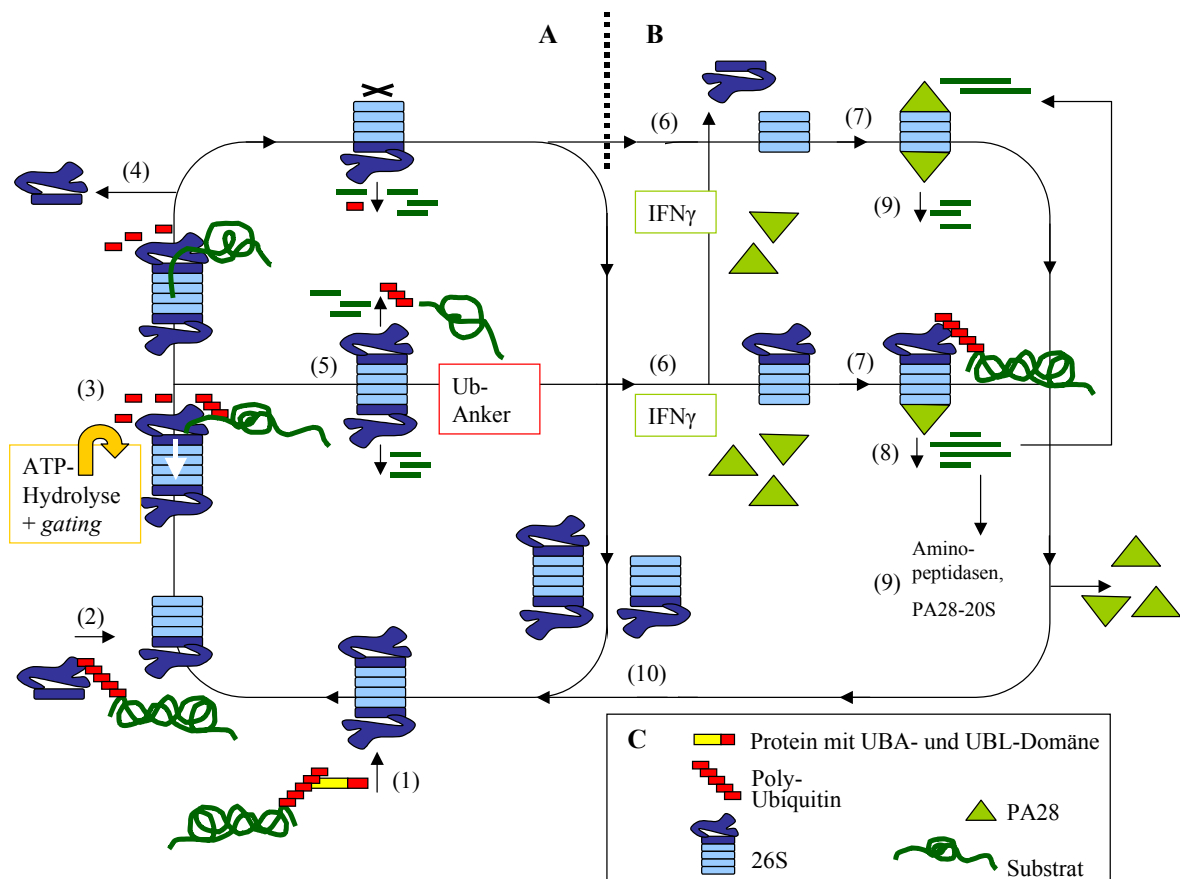 A
B
(6)
(7)
(4)
IFNγ
(9)
(5)
Ub-
Anker
(6)
IFNγ
(7)
(3)
(8)
ATP-
Hydrolyse
+ gating
Amino-
peptidasen,
(9)
PA28-20S
(2)
(10)
(1)
C
Protein mit UBA- und UBL-Domäne
Poly-
Ubiquitin
PA28
26S
Substrat